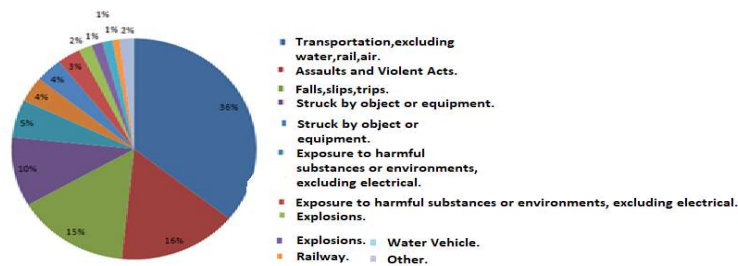 1%
2% 1% 1% 2%
3%
4%
4%
5%
10%
15%
16%
36%
Transportation,excluding
water,rail,air.
Assaults and Violent Acts.
Falls,slips,trips.
Struck by object or equipment.
Struck by object or
equipment.
Exposure to harmful
substances or environments,
excluding electrical.
Exposure to harmful substances or environments, excluding electrical.
Explosions.
Explosions. Water Vehicle.
Railway. Other.